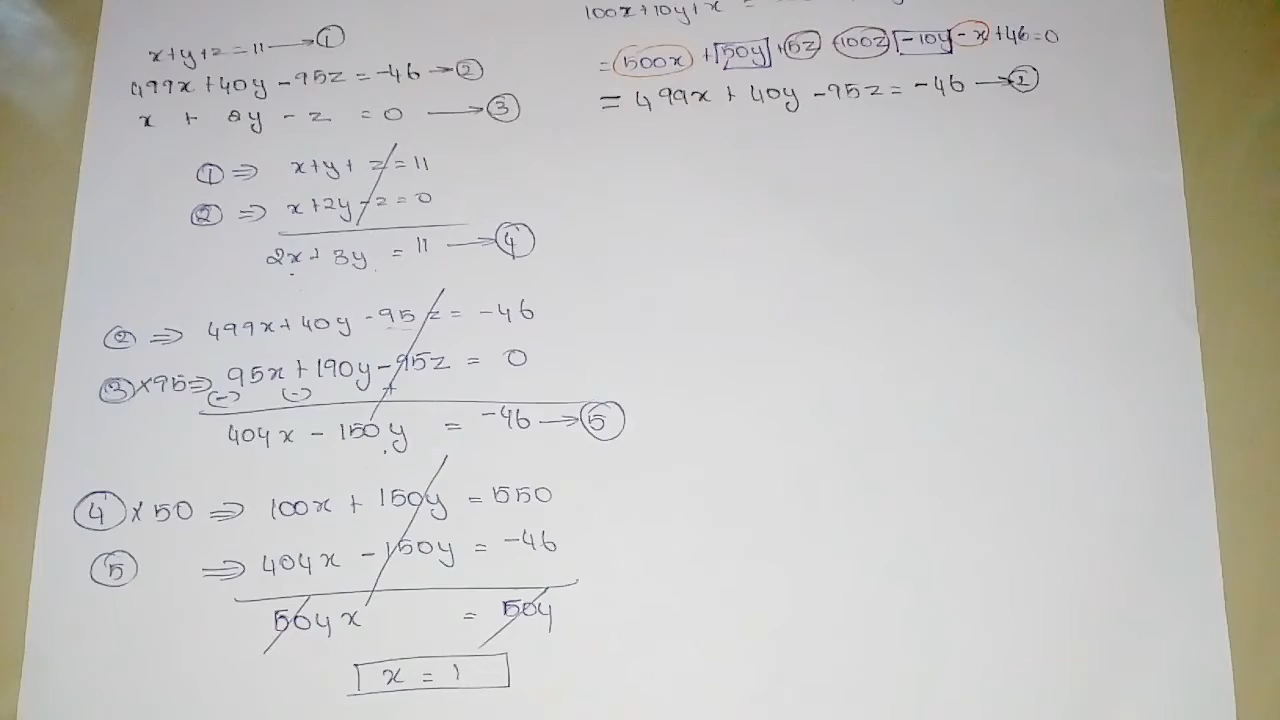 x+y+z = 11 → ①
499x+40y-95z = -46 → ②
x + 2y - z = 0 → ③
① ⇒ x+y+z = 11
② ⇒ x+2y-z = 0
2x+3y = 11 → ④
② ⇒ 499x+40y-95z = -46
③×95 ⇒ 95x+190y-95z = 0
(-) (-) +
404x - 150y = -46 → ⑤
④ × 50 ⇒ 100x + 150y = 550
⑤ ⇒ 404x - 150y = -46
504x = 504
x = 1
100z+10y+x =
= 500x +50y +5z -100z -10y -x +46=0
= 499x + 40y -95z = -46 → ②